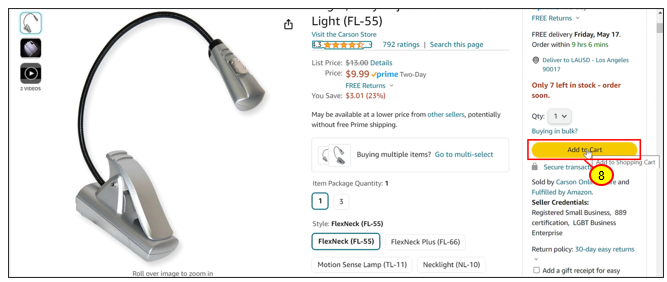 Light (FL-55)
Visit the Carson Store
4.3
792 ratings | Search this page
List Price: $13.00 Details
Price: $9.99 prime Two-Day
FREE Returns
You Save: $3.01 (23%)
May be available at a lower price from other sellers, potentially
without free Prime shipping.
Buying multiple items? Go to multi-select
Item Package Quantity: 1
1
3
Style: FlexNeck (FL-55)
FlexNeck (FL-55)
FlexNeck Plus (FL-66)
Motion Sense Lamp (TL-11)
Necklight (NL-10)
2 VIDEOS
Roll over image to zoom in
FREE Returns
FREE delivery Friday, May 17.
Order within 9 hrs 6 mins
Deliver to LAUSD - Los Angeles
90017
Only 7 left in stock - order
soon.
Qty: 1
Buying in bulk?
Add to Cart
Add to Shopping Cart
8
Secure transac
Sold by Carson Onl re and
Fulfilled by Amazon.
Seller Credentials:
Registered Small Business, 889
certification, LGBT Business
Enterprise
Return policy: 30-day easy returns
Add a gift receipt for easy